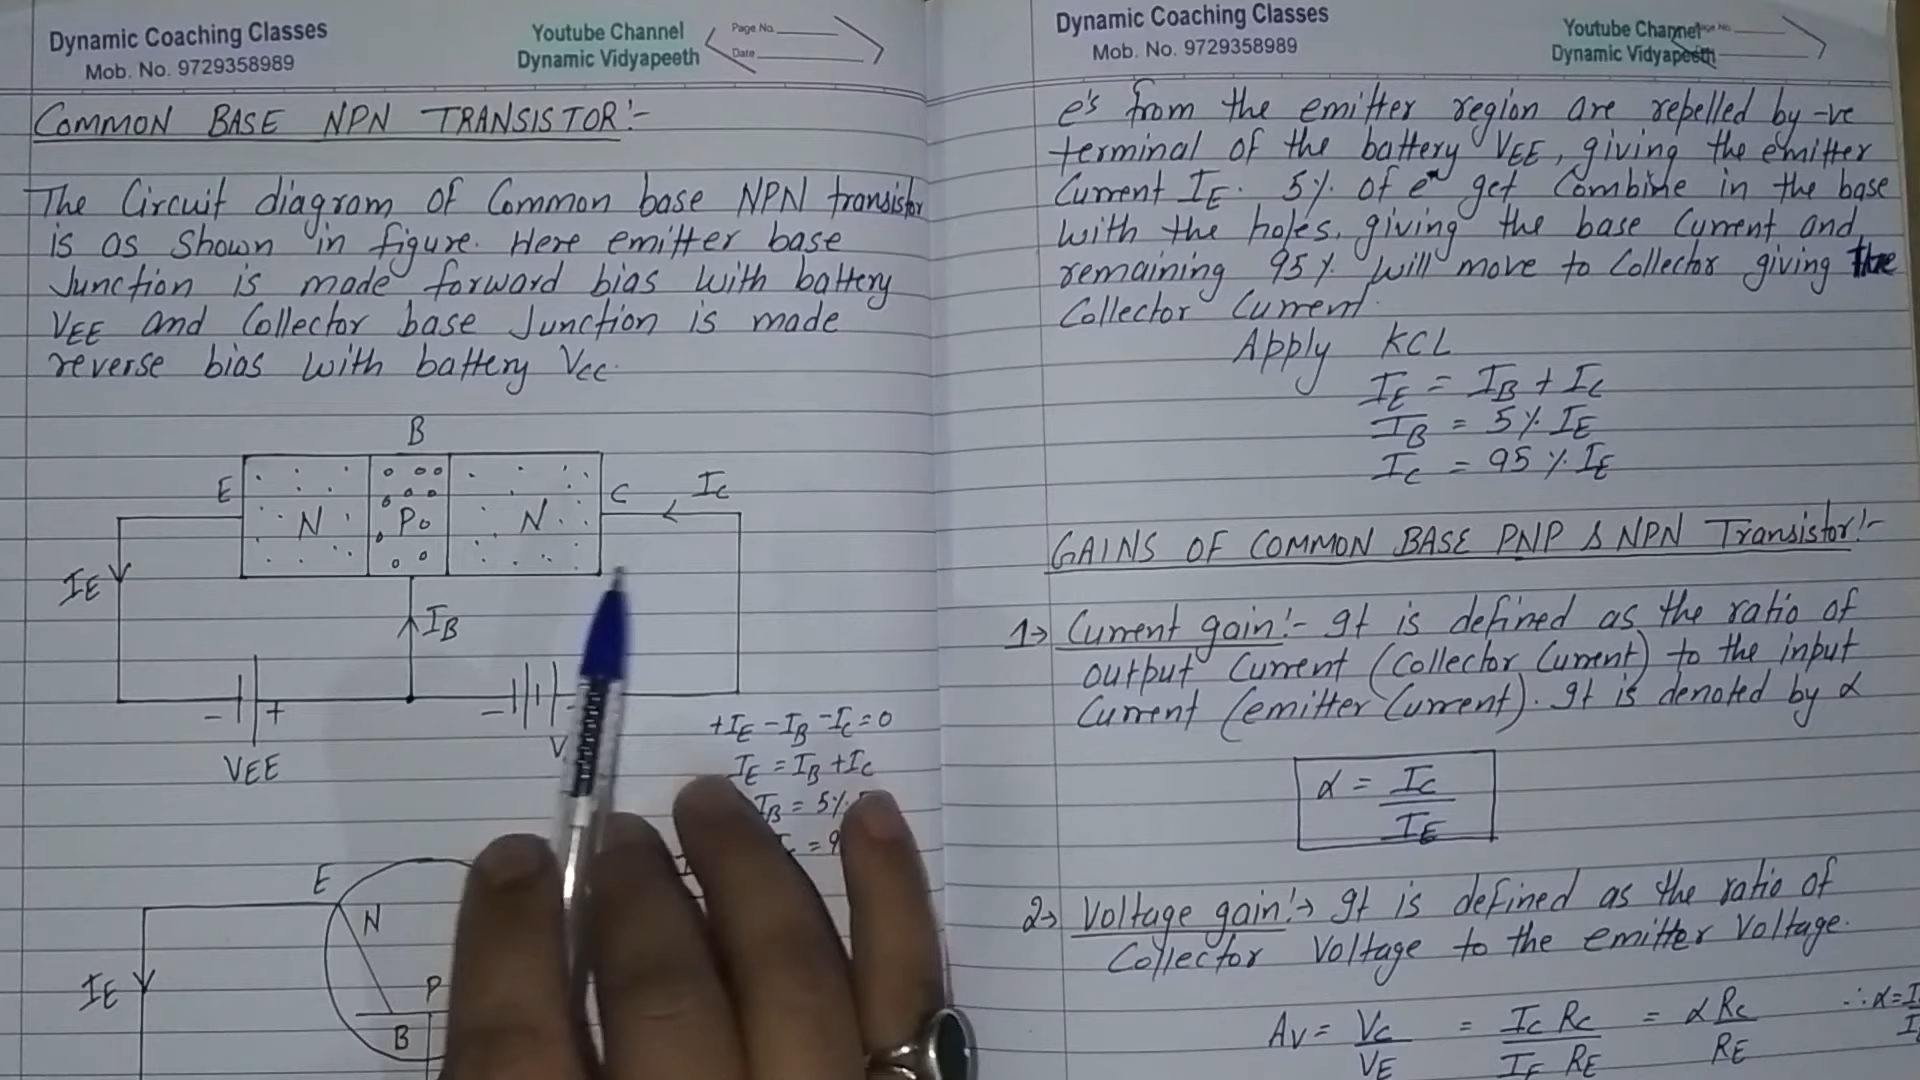 Dynamic Coaching Classes
Mob. No. 9729358989
Youtube Channel
Dynamic Vidyapeeth
Page No.
Date
COMMON BASE NPN TRANSISTOR:-
The Circuit diagram of Common base NPN transistor
is as shown in figure. Here emitter base
Junction is made forward bias with battery
VEE and Collector base Junction is made
reverse bias with battery Vcc.
B
E
N
P
N
C
IC
IE
IB
- +
-
VEE
V
+IE - IB - IC = 0
IE = IB + IC
IB = 5%
= 9
E
N
IE
P
B
Dynamic Coaching Classes
Mob. No. 9729358989
Youtube Channel
Dynamic Vidyapeeth
e's from the emitter region are repelled by -ve
terminal of the battery VEE, giving the emitter
Current IE. 5% of e⁻ get Combine in the base
with the holes, giving the base Current and
remaining 95% will move to Collector giving the
Collector Current.
Apply KCL
IE = IB + IC
IB = 5% IE
IC = 95% IE
GAINS OF COMMON BASE PNP & NPN Transistor:-
1→ Current gain:- It is defined as the ratio of
output Current (Collector Current) to the input
Current (emitter Current). It is denoted by α
α = IC
IE
2→ Voltage gain:→ It is defined as the ratio of
Collector Voltage to the emitter Voltage.
AV = VC = IC RC = α RC ∴ α = I
VE IE RE RE I